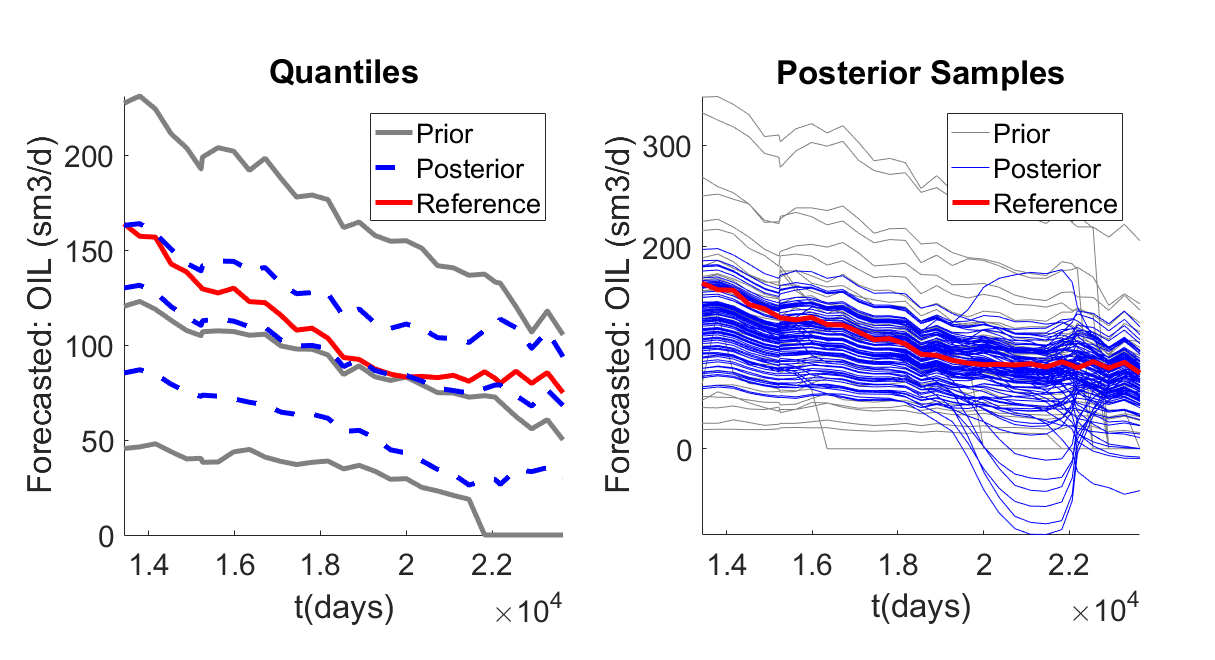 Quantiles
Forecasted: OIL (sm3/d)
200
150
100
50
0
Prior
Posterior
Reference
1.4 1.6 1.8 2 2.2
t(days)
×10^4
Posterior Samples
Forecasted: OIL (sm3/d)
300
200
100
0
Prior
Posterior
Reference
1.4 1.6 1.8 2 2.2
t(days)
×10^4